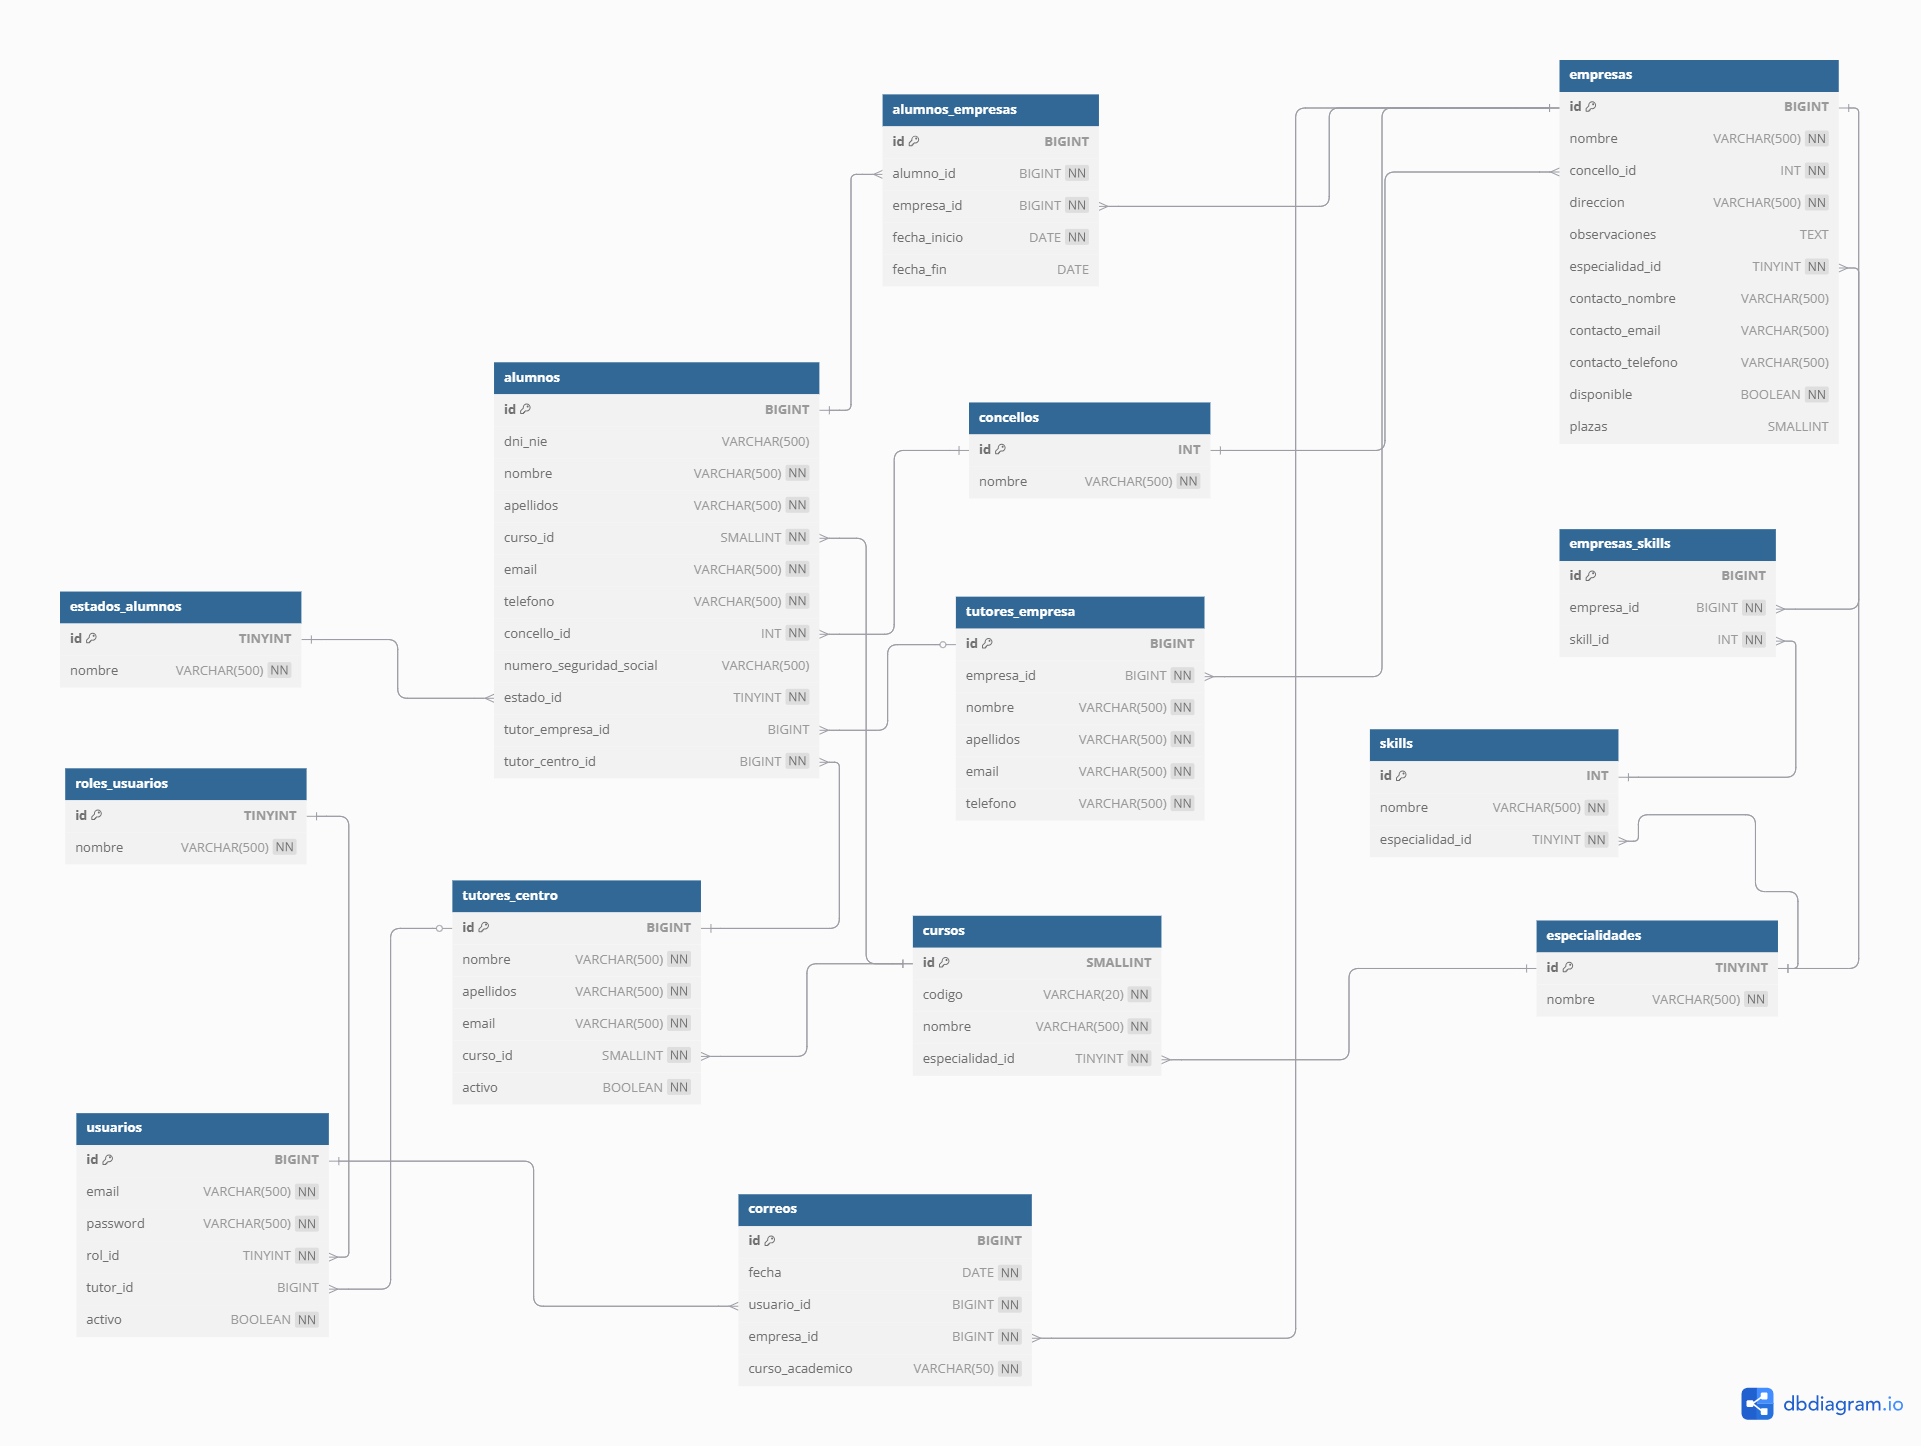 empresas
id BIGINT
nombre VARCHAR(500) NN
concello_id INT NN
direccion VARCHAR(500) NN
observaciones TEXT
especialidad_id TINYINT NN
contacto_nombre VARCHAR(500)
contacto_email VARCHAR(500)
contacto_telefono VARCHAR(500)
disponible BOOLEAN NN
plazas SMALLINT
alumnos_empresas
id BIGINT
alumno_id BIGINT NN
empresa_id BIGINT NN
fecha_inicio DATE NN
fecha_fin DATE
alumnos
id BIGINT
dni_nie VARCHAR(500)
nombre VARCHAR(500) NN
apellidos VARCHAR(500) NN
curso_id SMALLINT NN
email VARCHAR(500) NN
telefono VARCHAR(500) NN
concello_id INT NN
numero_seguridad_social VARCHAR(500)
estado_id TINYINT NN
tutor_empresa_id BIGINT
tutor_centro_id BIGINT NN
concellos
id INT
nombre VARCHAR(500) NN
empresas_skills
id BIGINT
empresa_id BIGINT NN
skill_id INT NN
estados_alumnos
id TINYINT
nombre VARCHAR(500) NN
tutores_empresa
id BIGINT
empresa_id BIGINT NN
nombre VARCHAR(500) NN
apellidos VARCHAR(500) NN
email VARCHAR(500) NN
telefono VARCHAR(500) NN
skills
id INT
nombre VARCHAR(500) NN
especialidad_id TINYINT NN
roles_usuarios
id TINYINT
nombre VARCHAR(500) NN
tutores_centro
id BIGINT
nombre VARCHAR(500) NN
apellidos VARCHAR(500) NN
email VARCHAR(500) NN
curso_id SMALLINT NN
activo BOOLEAN NN
cursos
id SMALLINT
codigo VARCHAR(20) NN
nombre VARCHAR(500) NN
especialidad_id TINYINT NN
especialidades
id TINYINT
nombre VARCHAR(500) NN
usuarios
id BIGINT
email VARCHAR(500) NN
password VARCHAR(500) NN
rol_id TINYINT NN
tutor_id BIGINT
activo BOOLEAN NN
correos
id BIGINT
fecha DATE NN
usuario_id BIGINT NN
empresa_id BIGINT NN
curso_academico VARCHAR(50) NN
dbdiagram.io